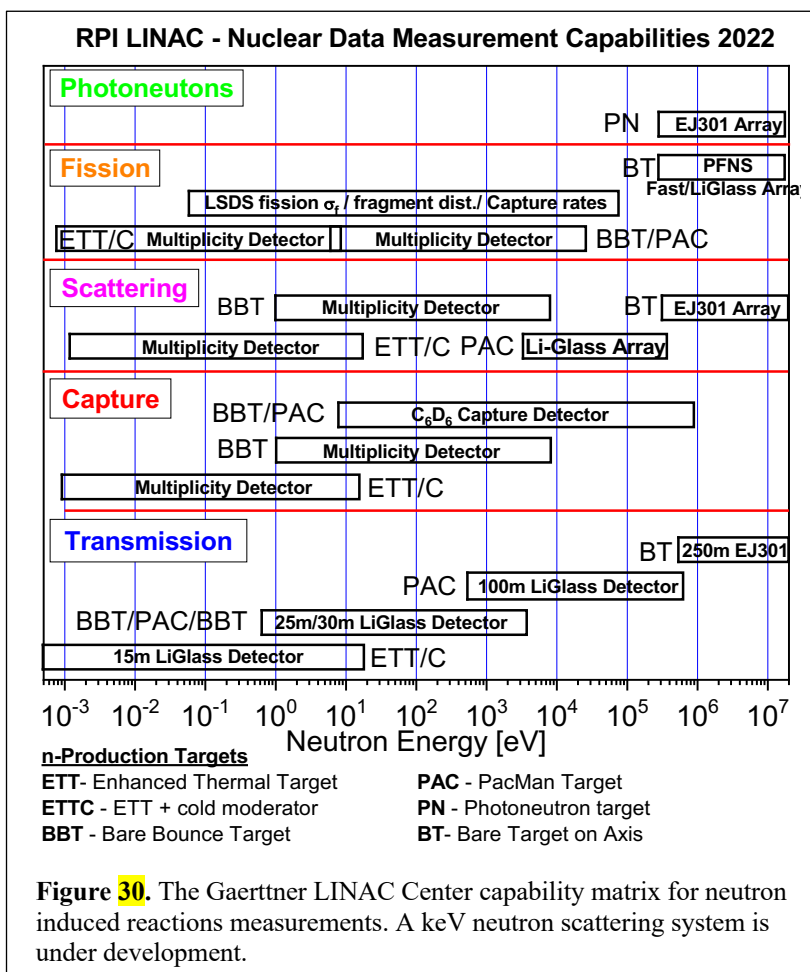 RPI LINAC - Nuclear Data Measurement Capabilities 2022
Photoneutons
PN EJ301 Array
Fission
BT PFNS
Fast/LiGlass Array
LSDS fission σf / fragment dist./ Capture rates
ETT/C Multiplicity Detector Multiplicity Detector BBT/PAC
Scattering
BBT Multiplicity Detector BT EJ301 Array
Multiplicity Detector ETT/C PAC Li-Glass Array
Capture
BBT/PAC C₆D₆ Capture Detector
BBT Multiplicity Detector
Multiplicity Detector ETT/C
Transmission
BT 250m EJ301
PAC 100m LiGlass Detector
BBT/PAC/BBT 25m/30m LiGlass Detector
15m LiGlass Detector ETT/C
10⁻³ 10⁻² 10⁻¹ 10⁰ 10¹ 10² 10³ 10⁴ 10⁵ 10⁶ 10⁷
Neutron Energy [eV]
n-Production Targets
ETT- Enhanced Thermal Target PAC - PacMan Target
ETTC - ETT + cold moderator PN - Photoneutron target
BBT - Bare Bounce Target BT- Bare Target on Axis
Figure 30. The Gaerttner LINAC Center capability matrix for neutron
induced reactions measurements. A keV neutron scattering system is
under development.